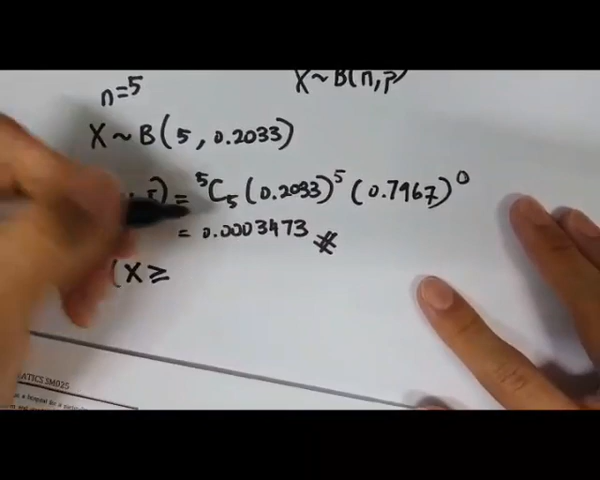 n=5
X~B(n,p)
X ~ B(5, 0.2033)
= ⁵C₅ (0.2033)⁵ (0.7967)⁰
= 0.0003473 #
(X ≥
ATICS SM025